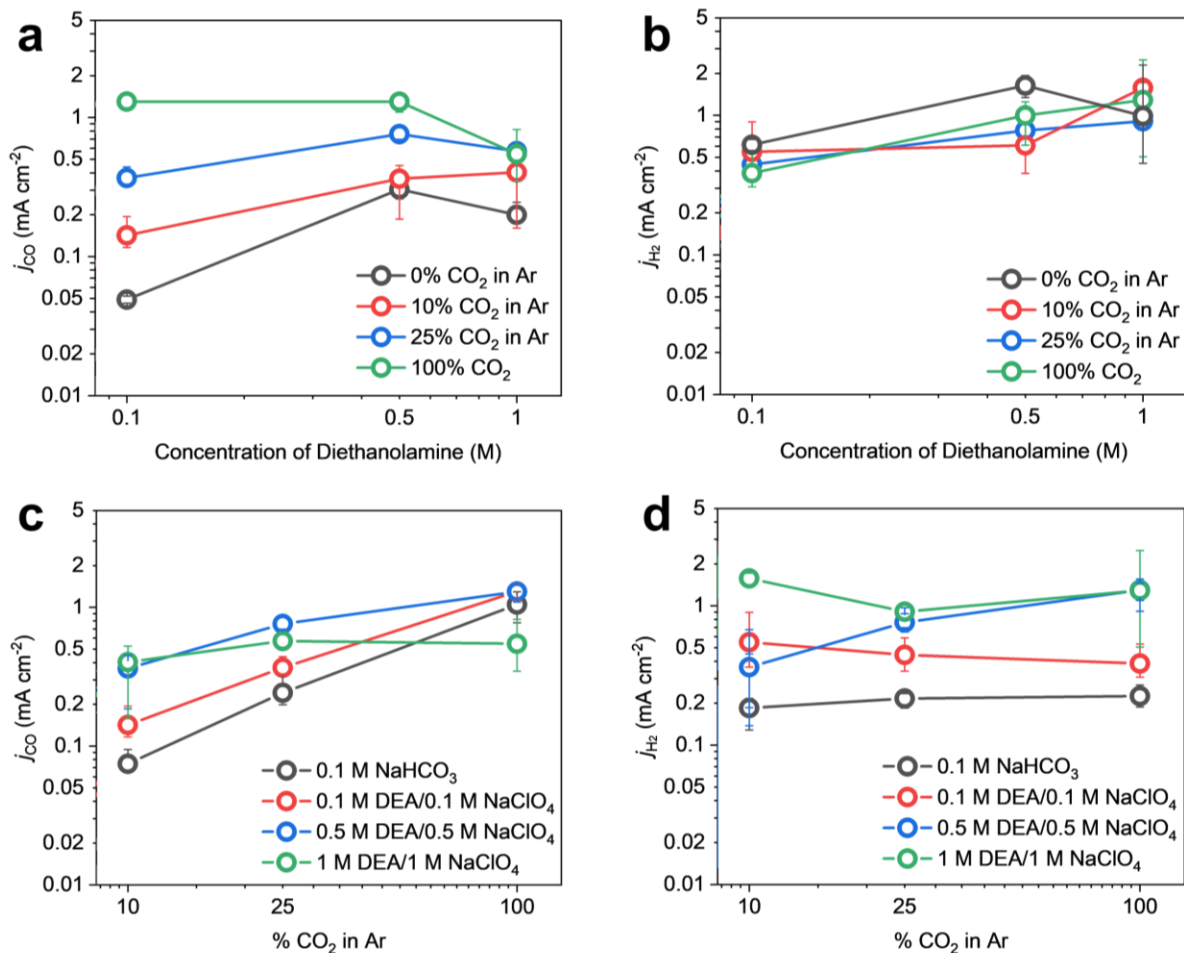 a
5
2
1
0.5
0.2
0.1
0.05
0.02
0.01
j_CO (mA cm⁻²)
0% CO₂ in Ar
10% CO₂ in Ar
25% CO₂ in Ar
100% CO₂
0.1 0.5 1
Concentration of Diethanolamine (M)
b
5
2
1
0.5
0.2
0.1
0.05
0.02
0.01
j_H₂ (mA cm⁻²)
0% CO₂ in Ar
10% CO₂ in Ar
25% CO₂ in Ar
100% CO₂
0.1 0.5 1
Concentration of Diethanolamine (M)
c
5
2
1
0.5
0.2
0.1
0.05
0.02
0.01
j_CO (mA cm⁻²)
0.1 M NaHCO₃
0.1 M DEA/0.1 M NaClO₄
0.5 M DEA/0.5 M NaClO₄
1 M DEA/1 M NaClO₄
10 25 100
% CO₂ in Ar
d
5
2
1
0.5
0.2
0.1
0.05
0.02
0.01
j_H₂ (mA cm⁻²)
0.1 M NaHCO₃
0.1 M DEA/0.1 M NaClO₄
0.5 M DEA/0.5 M NaClO₄
1 M DEA/1 M NaClO₄
10 25 100
% CO₂ in Ar